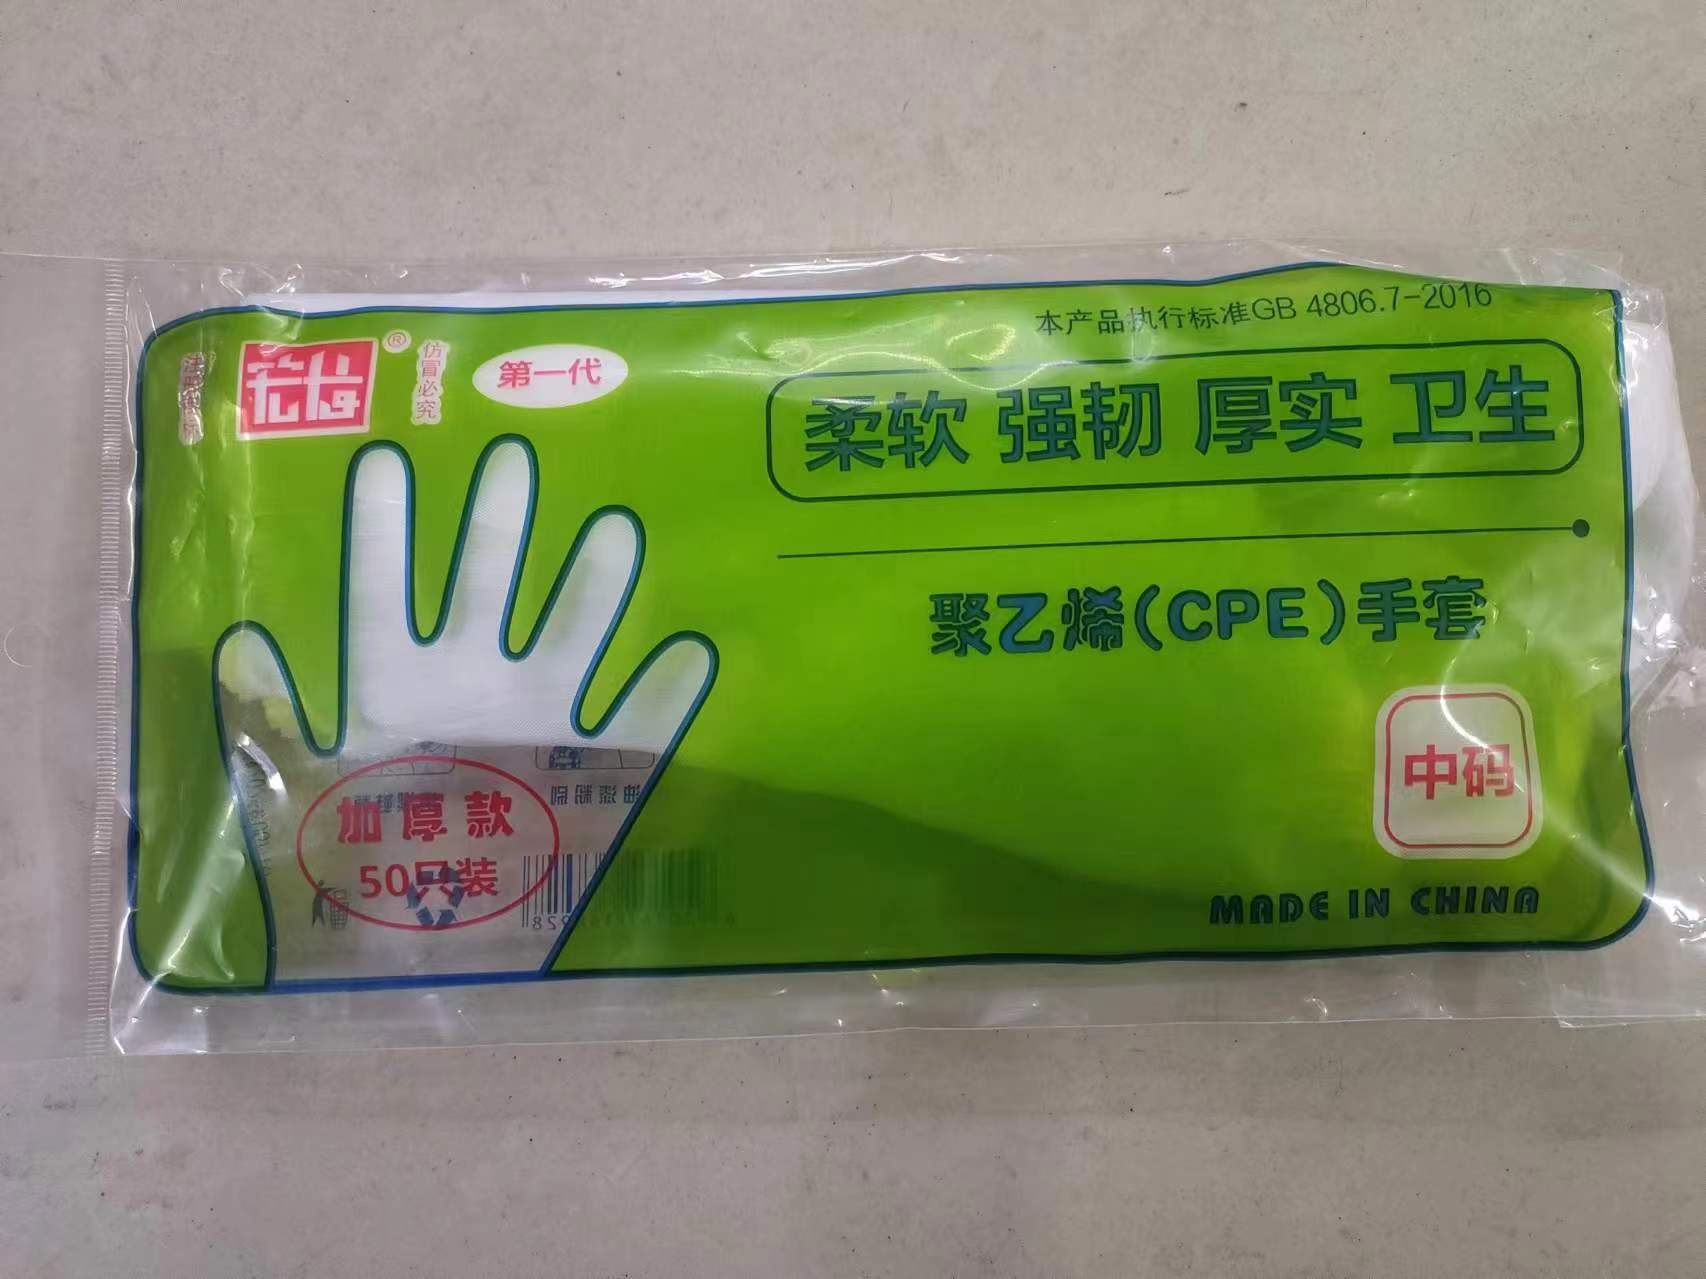 本产品执行标准GB 4806.7-2016
®
仿冒必究
第一代
柔软 强韧 厚实 卫生
聚乙烯(CPE)手套
中码
加厚款
50只装
MADE IN CHINA